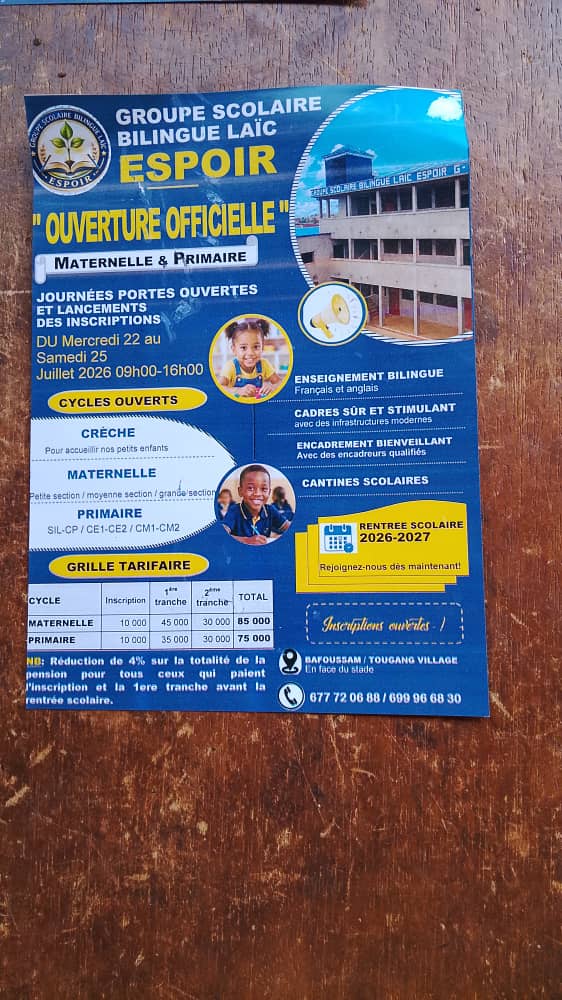 GROUPE SCOLAIRE BILINGUE LAÏC
ESPOIR
GROUPE SCOLAIRE
BILINGUE LAÏC
ESPOIR
GROUPE SCOLAIRE BILINGUE LAIC ESPOIR G-
" OUVERTURE OFFICIELLE "
MATERNELLE & PRIMAIRE
JOURNÉES PORTES OUVERTES
ET LANCEMENTS
DES INSCRIPTIONS
DU Mercredi 22 au
Samedi 25
Juillet 2026 09h00-16h00
CYCLES OUVERTS
CRÈCHE
Pour accueillir nos petits enfants
MATERNELLE
Petite section / moyenne section / grande section
PRIMAIRE
SIL-CP / CE1-CE2 / CM1-CM2
ENSEIGNEMENT BILINGUE
Français et anglais
CADRES SÛR ET STIMULANT
avec des infrastructures modernes
ENCADREMENT BIENVEILLANT
Avec des encadreurs qualifiés
CANTINES SCOLAIRES
RENTREE SCOLAIRE
2026-2027
Rejoignez-nous dès maintenant!
GRILLE TARIFAIRE
CYCLE Inscription 1ère tranche 2ème tranche TOTAL
MATERNELLE 10 000 45 000 30 000 85 000
PRIMAIRE 10 000 35 000 30 000 75 000
NB: Réduction de 4% sur la totalité de la
pension pour tous ceux qui paient
l'inscription et la 1ere tranche avant la
rentrée scolaire.
Inscriptions ouvertes - !
BAFOUSSAM / TOUGANG VILLAGE
En face du stade
677 72 06 88 / 699 96 68 30